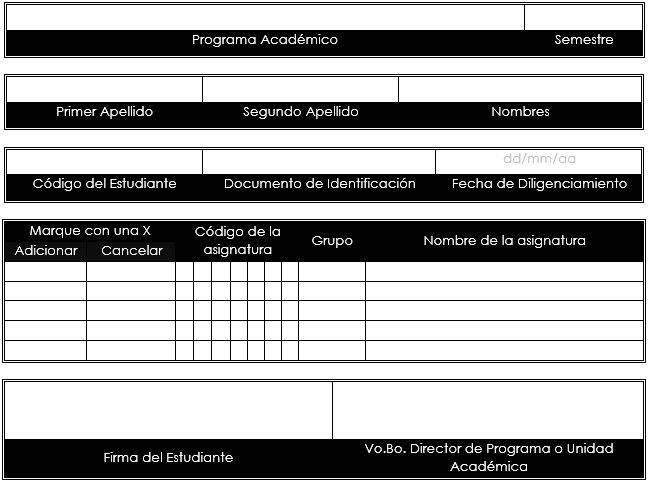 Programa Académico Semestre
Primer Apellido Segundo Apellido Nombres
dd/mm/aa
Código del Estudiante Documento de Identificación Fecha de Diligenciamiento
Marque con una X
Adicionar Cancelar
Código de la
asignatura
Grupo
Nombre de la asignatura
Firma del Estudiante
Vo.Bo. Director de Programa o Unidad
Académica